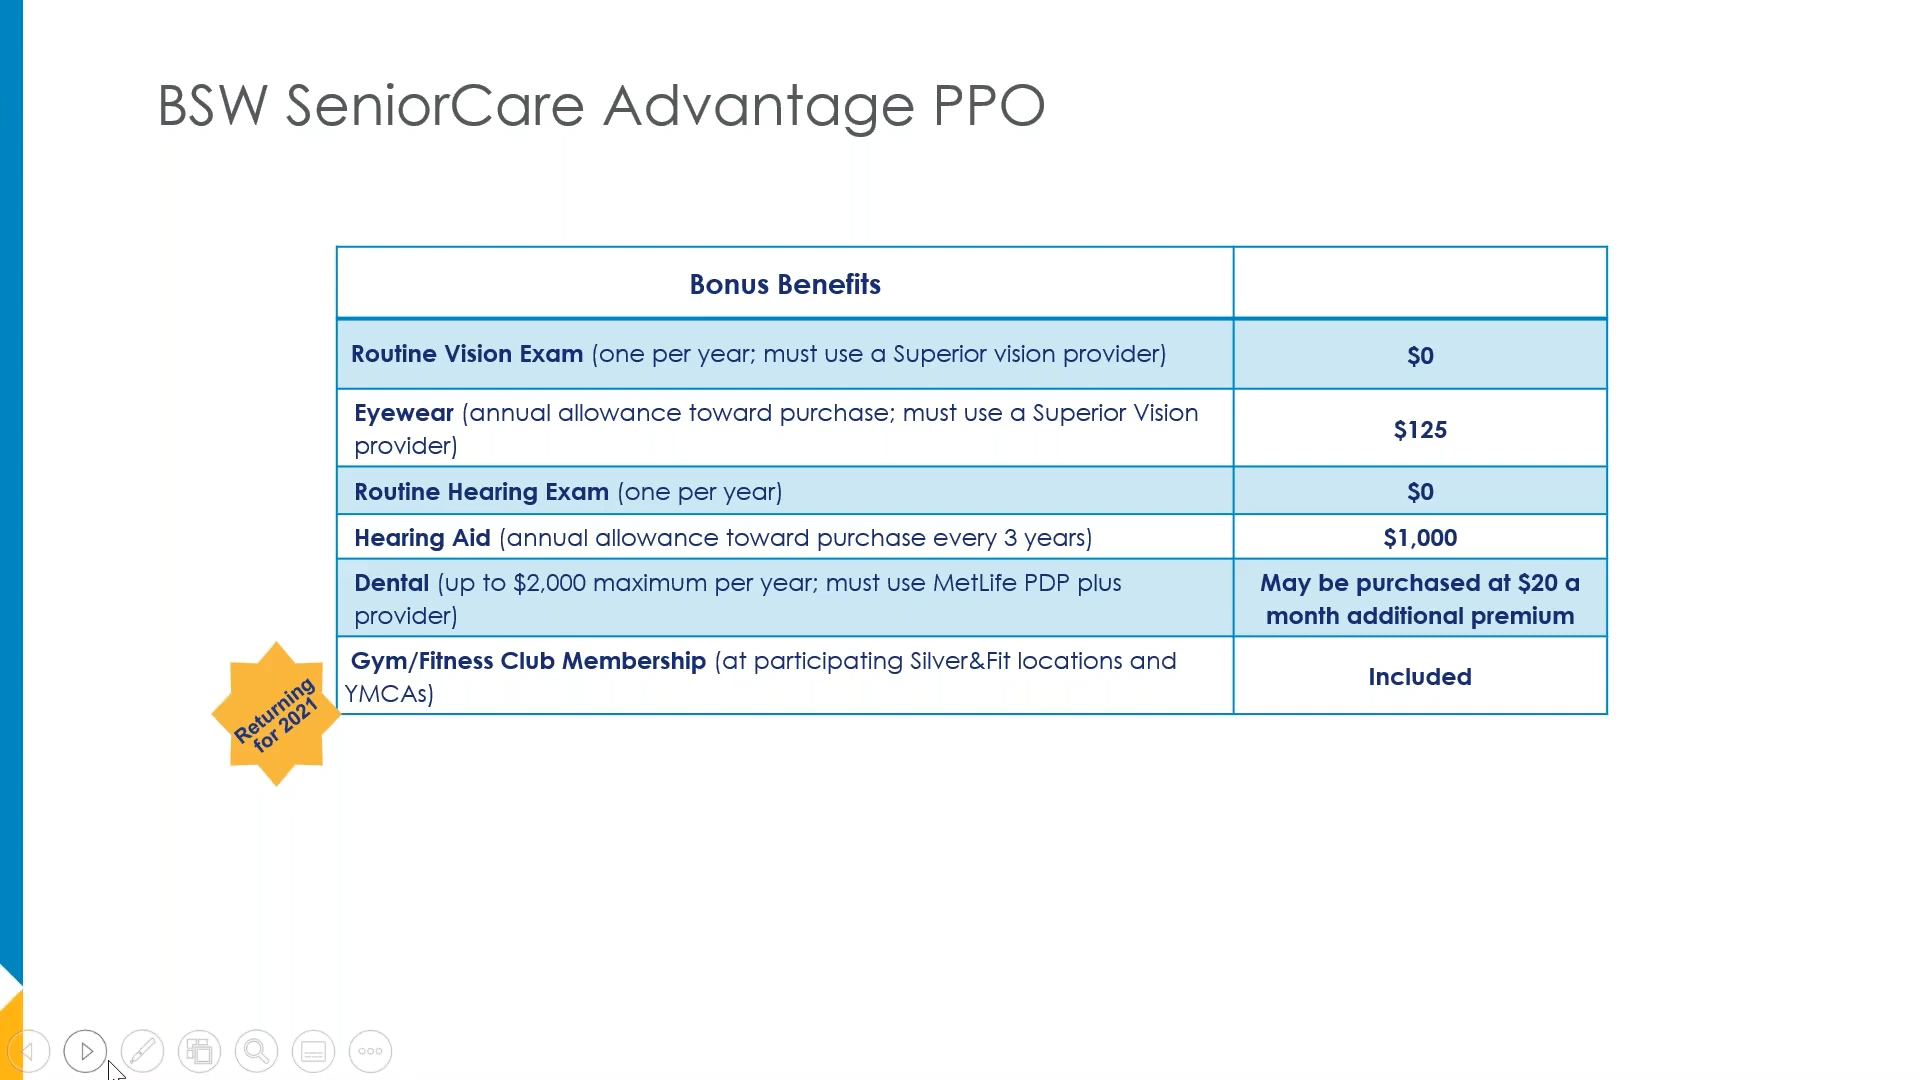 BSW SeniorCare Advantage PPO
Bonus Benefits
Routine Vision Exam (one per year; must use a Superior vision provider)
$0
Eyewear (annual allowance toward purchase; must use a Superior Vision
provider)
$125
Routine Hearing Exam (one per year)
$0
Hearing Aid (annual allowance toward purchase every 3 years)
$1,000
Dental (up to $2,000 maximum per year; must use MetLife PDP plus
provider)
May be purchased at $20 a
month additional premium
Gym/Fitness Club Membership (at participating Silver&Fit locations and
YMCAs)
Included
Returning
for 2021